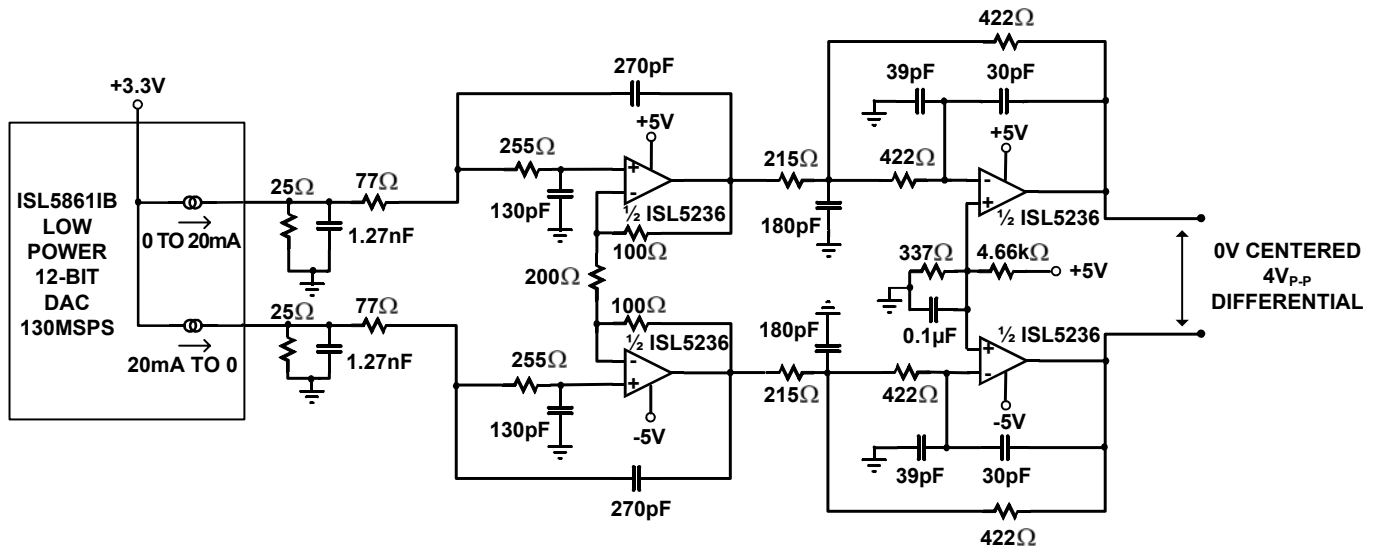 422Ω
39pF
30pF
270pF
+3.3V
+5V
+5V
255Ω
215Ω
422Ω
77Ω
25Ω
+
-
-
+
ISL5861IB
LOW
POWER
12-BIT
DAC
130MSPS
0 TO 20mA
1.27nF
130pF
½ ISL5236
180pF
½ ISL5236
100Ω
337Ω
4.66kΩ
+5V
0V CENTERED
4VP-P
DIFFERENTIAL
200Ω
25Ω
77Ω
100Ω
180pF
0.1µF
½ ISL5236
½ ISL5236
20mA TO 0
1.27nF
255Ω
-
+
+
-
215Ω
422Ω
130pF
-5V
-5V
39pF
30pF
270pF
422Ω